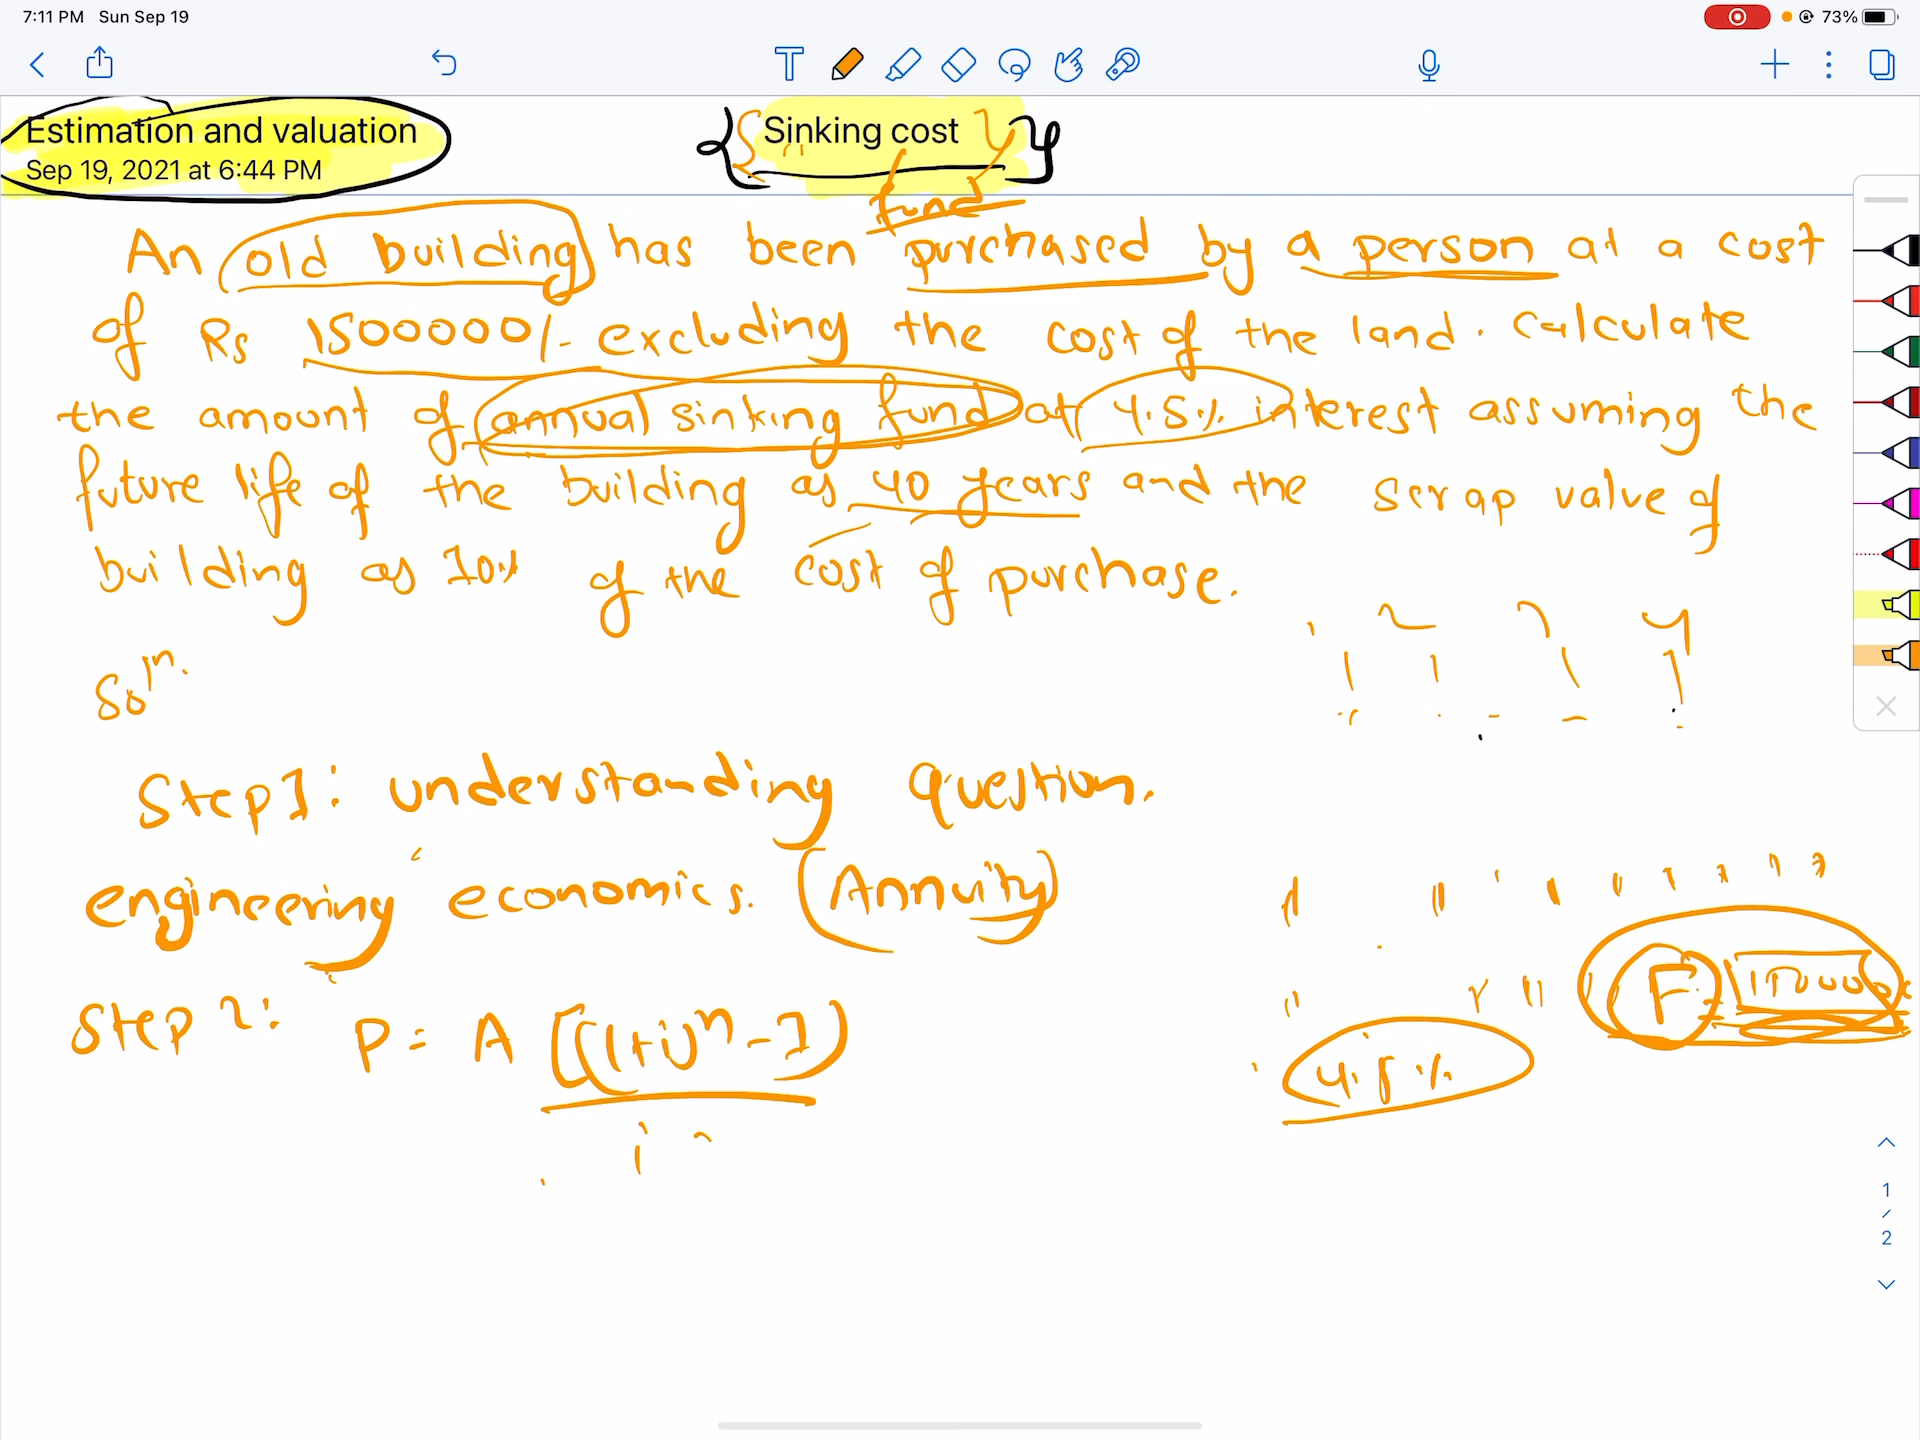 7:11 PM Sun Sep 19
73%
Estimation and valuation
Sep 19, 2021 at 6:44 PM
Sinking cost
fund
An old building has been purchased by a person at a cost
of Rs 1500000/- excluding the cost of the land. Calculate
the amount of annual sinking fund at 4.5% interest assuming the
future life of the building as 40 years and the scrap value of
building as 10% of the cost of purchase.
Soln.
Step 1: understanding question.
engineering economics. (Annuity)
Step 2: P = A [(1+i)^n - 1)
i
F =
4.5 %
1
/
2